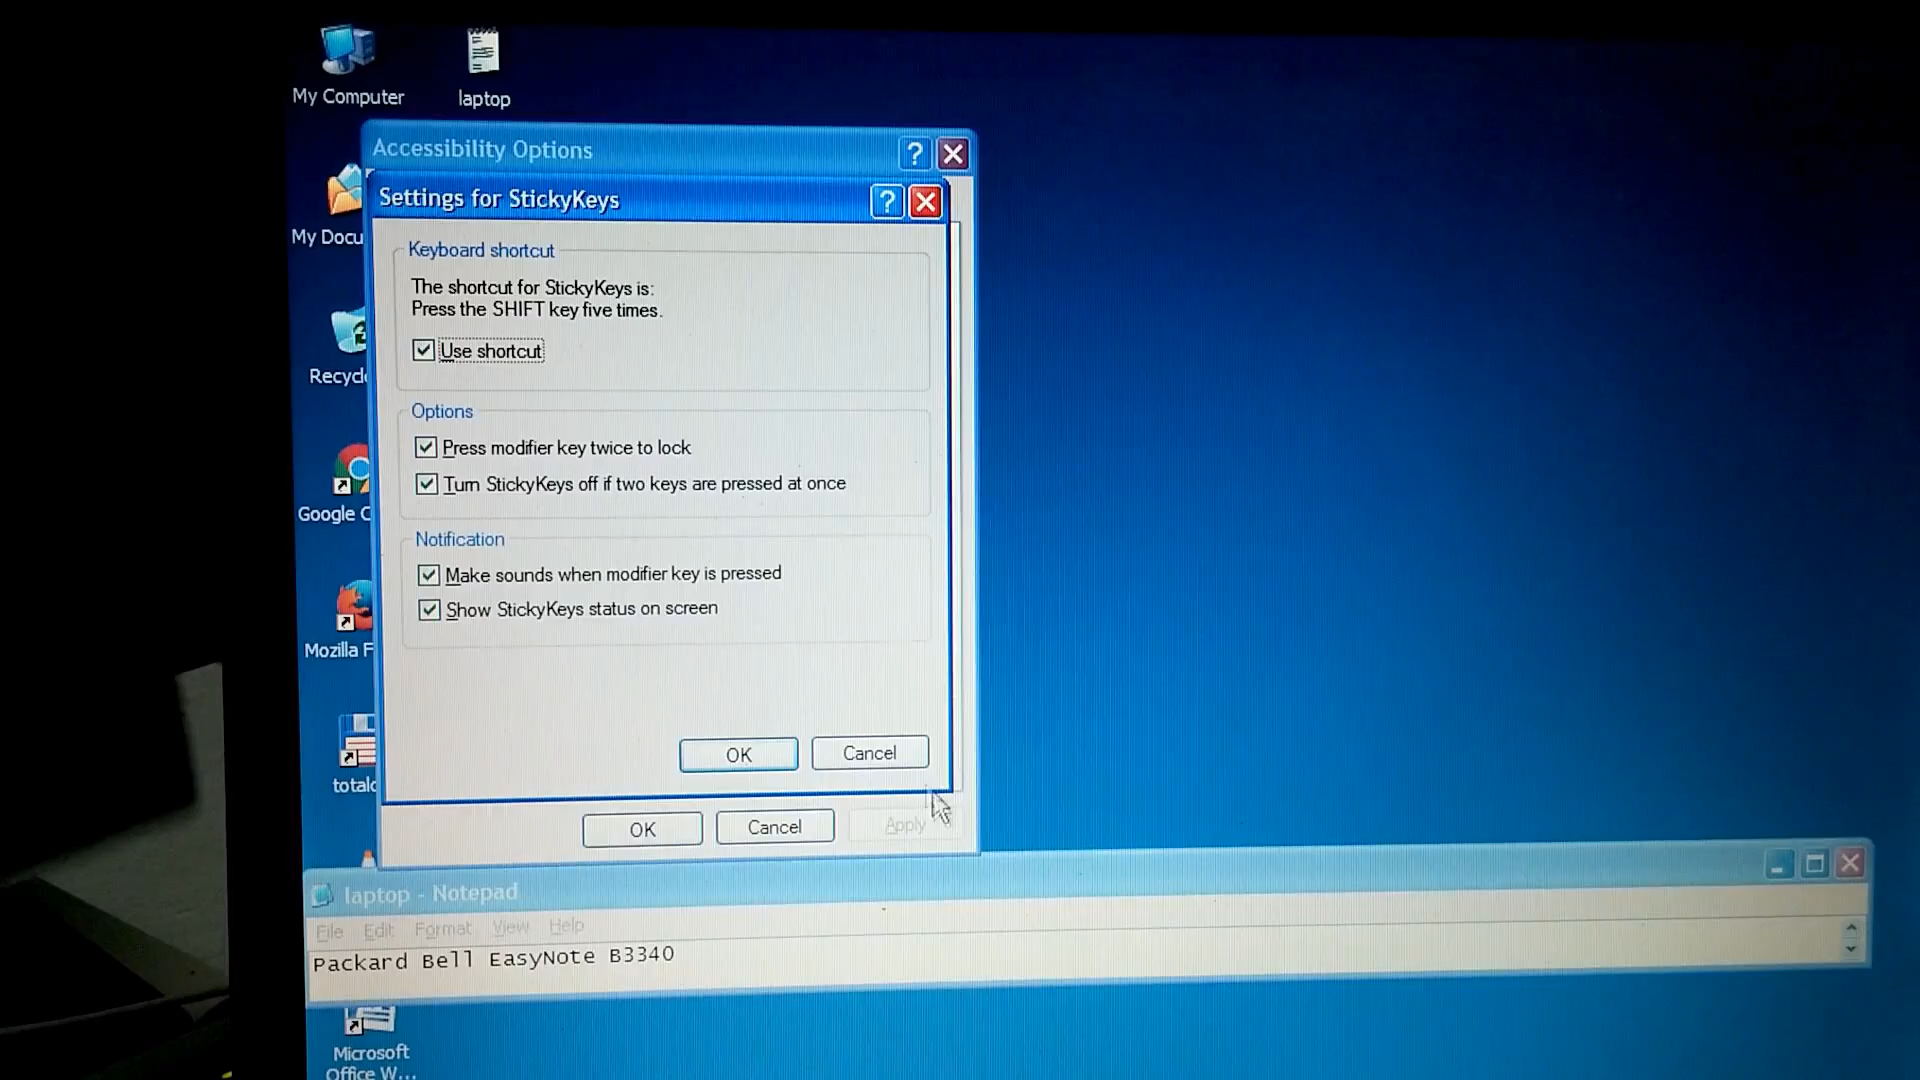 My Computer
laptop
Accessibility Options
Settings for StickyKeys
My Docu
Keyboard shortcut
The shortcut for StickyKeys is:
Press the SHIFT key five times.
Use shortcut
Recycle
Options
Press modifier key twice to lock
Turn StickyKeys off if two keys are pressed at once
Google C
Notification
Make sounds when modifier key is pressed
Show StickyKeys status on screen
Mozilla F
OK
Cancel
totalc
OK
Cancel
Apply
laptop - Notepad
File Edit Format View Help
Packard Bell EasyNote B3340
Microsoft
Office W...